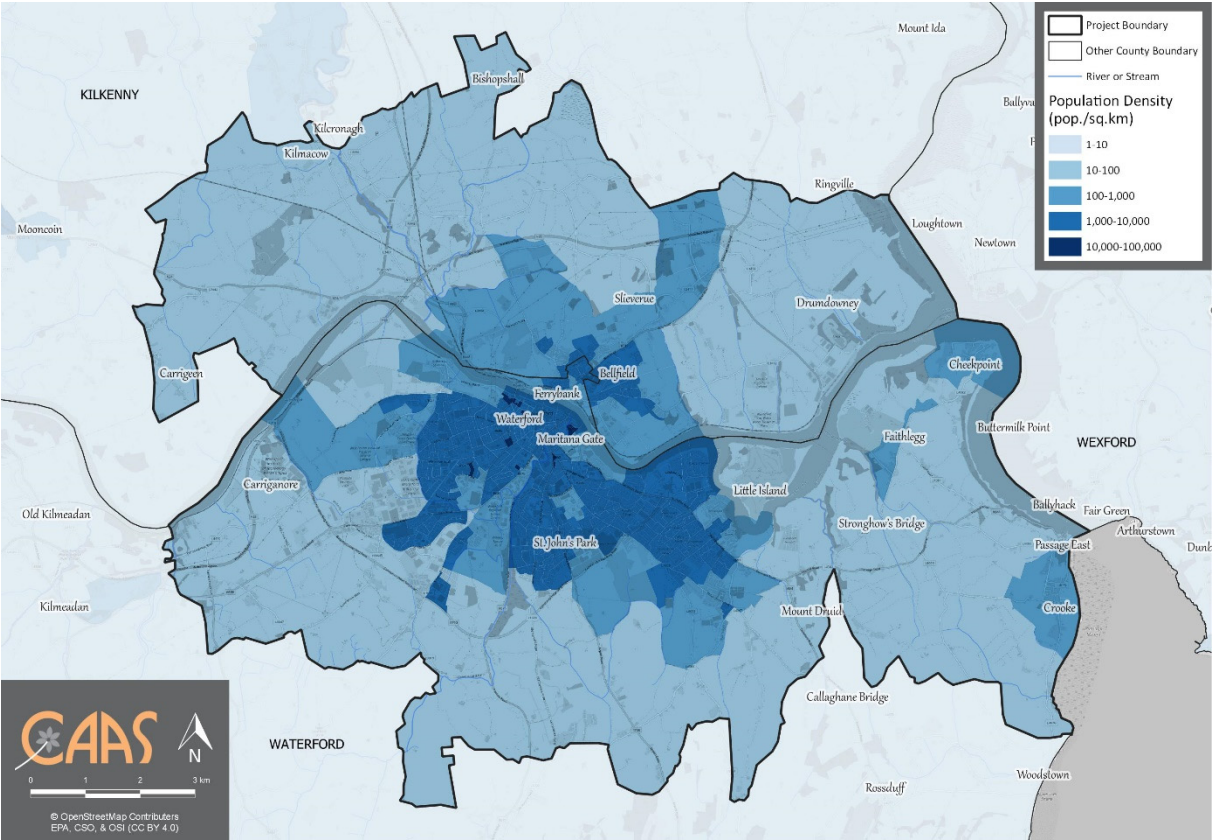 Mount Ida
Bishopshall
KILKENNY
Kilcronagh
Kilmacow
Ringville
Loughtown
Mooncoin
Newtown
Slieverue
Drumdowney
Carrigeen
Bellfield
Cheekpoint
Ferrybank
Waterford
Maritana Gate
Faithlegg
Buttermilk Point
WEXFORD
Carriganore
Little Island
Old Kilmeadan
Ballyhack
Fair Green
Stronghow's Bridge
Arthurstown
St. John's Park
Passage East
Dunb
Kilmeadan
Mount Druid
Crooke
Callaghane Bridge
WATERFORD
Woodstown
Rossduff
Project Boundary
Other County Boundary
River or Stream
Population Density
(pop./sq.km)
1-10
10-100
100-1,000
1,000-10,000
10,000-100,000
CAAS
N
0 1 2 3 km
© OpenStreetMap Contributers
EPA, CSO, & OSI (CC BY 4.0)